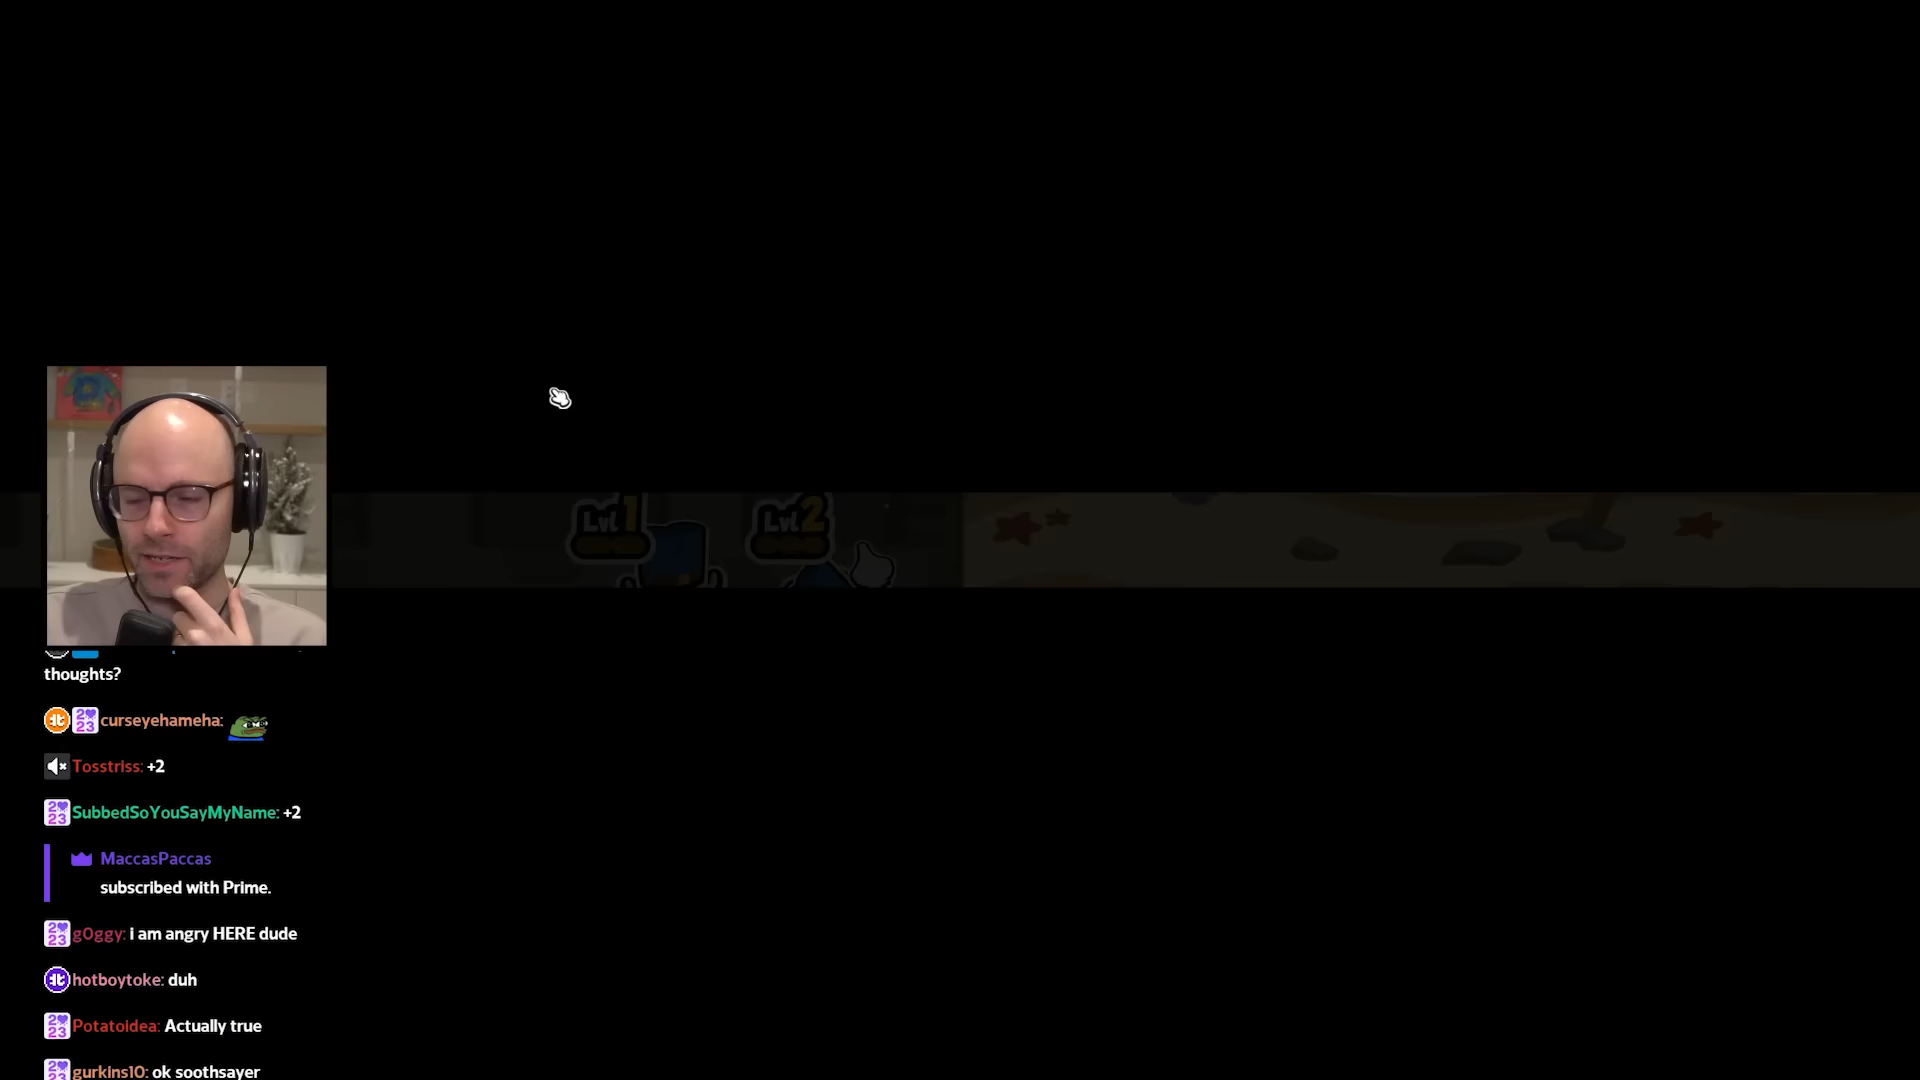 Lvl 1
Lvl 2
thoughts?
curseyehameha:
Tosstriss: +2
SubbedSoYouSayMyName: +2
MaccasPaccas
subscribed with Prime.
g0ggy: i am angry HERE dude
hotboytoke: duh
Potatoidea: Actually true
gurkins10: ok soothsayer